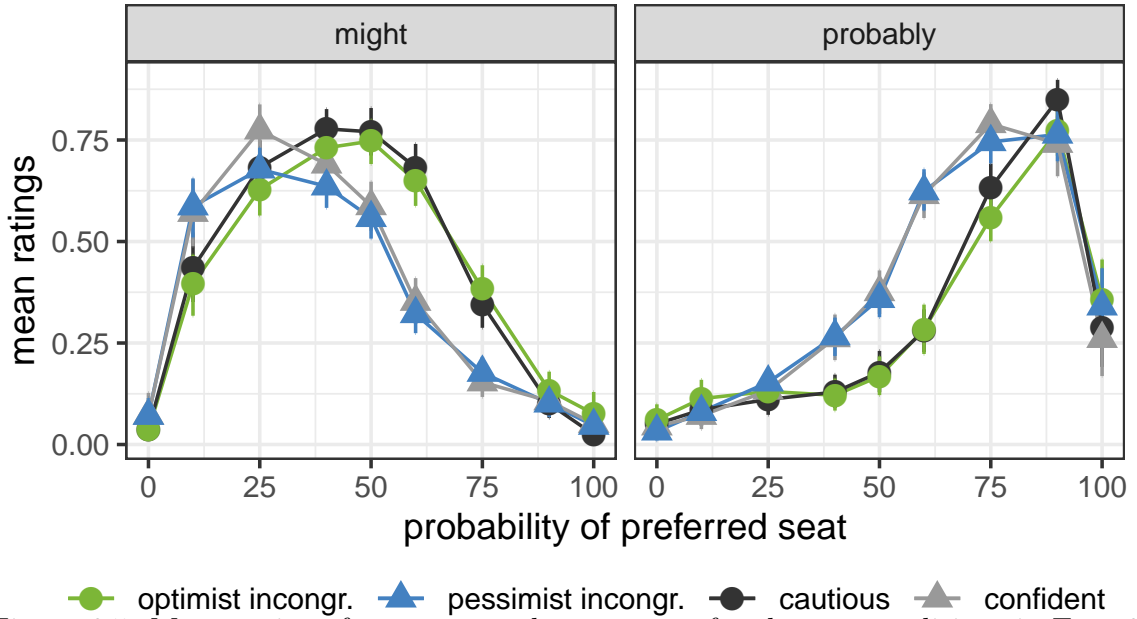 might
probably
mean ratings
0.75
0.50
0.25
0.00
0 25 50 75 100
0 25 50 75 100
probability of preferred seat
optimist incongr. pessimist incongr. cautious confident